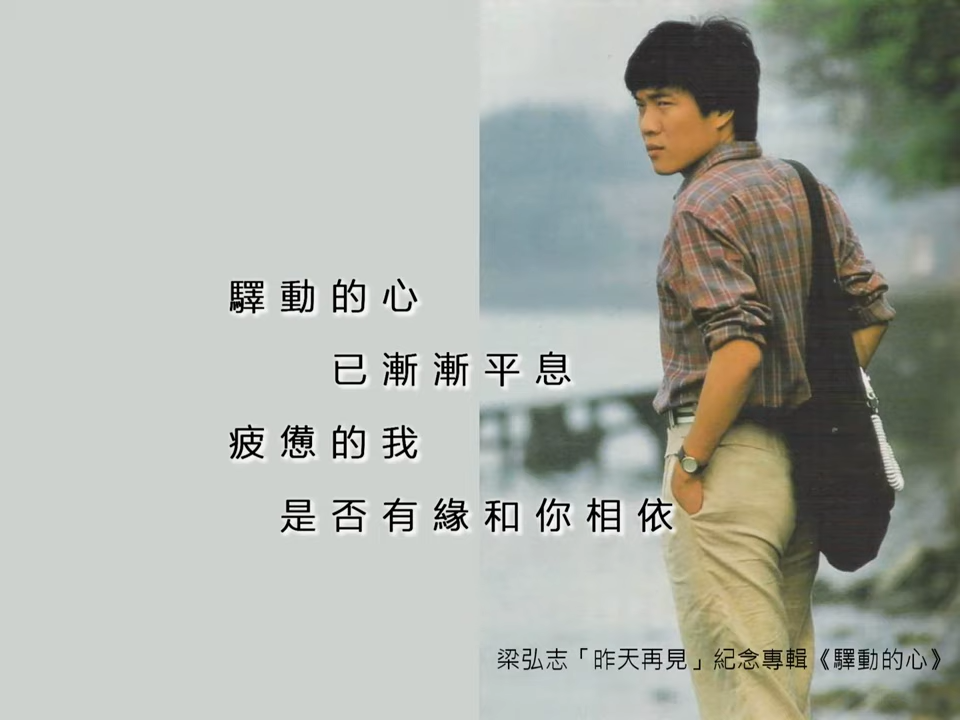 驛動的心
已漸漸平息
疲憊的我
是否有緣和你相依
梁弘志「昨天再見」紀念專輯《驛動的心》